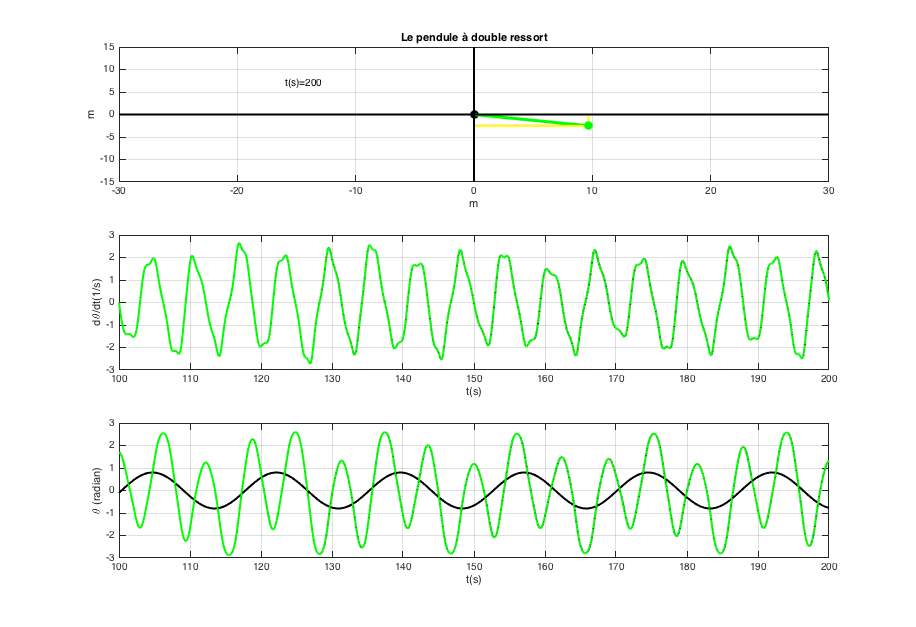 Le pendule à double ressort
15
10
5
0
-5
-10
-15
m
t(s)=200
-30 -20 -10 0 10 20 30
m
3
2
1
0
-1
-2
-3
dθ/dt(1/s)
100 110 120 130 140 150 160 170 180 190 200
t(s)
3
2
1
0
-1
-2
-3
θ (radian)
100 110 120 130 140 150 160 170 180 190 200
t(s)